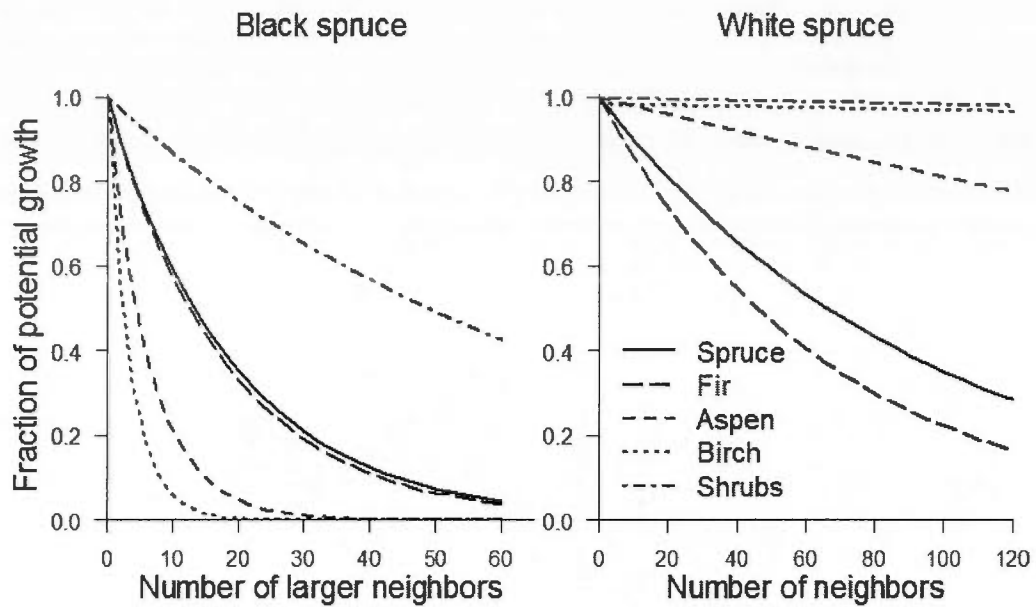 Black spruce
White spruce
Fraction of potential growth
1.0
0.8
0.6
0.4
0.2
0.0
0 10 20 30 40 50 60
Number of larger neighbors
1.0
0.8
0.6
0.4
0.2
0.0
Spruce
Fir
Aspen
Birch
Shrubs
0 20 40 60 80 100 120
Number of neighbors